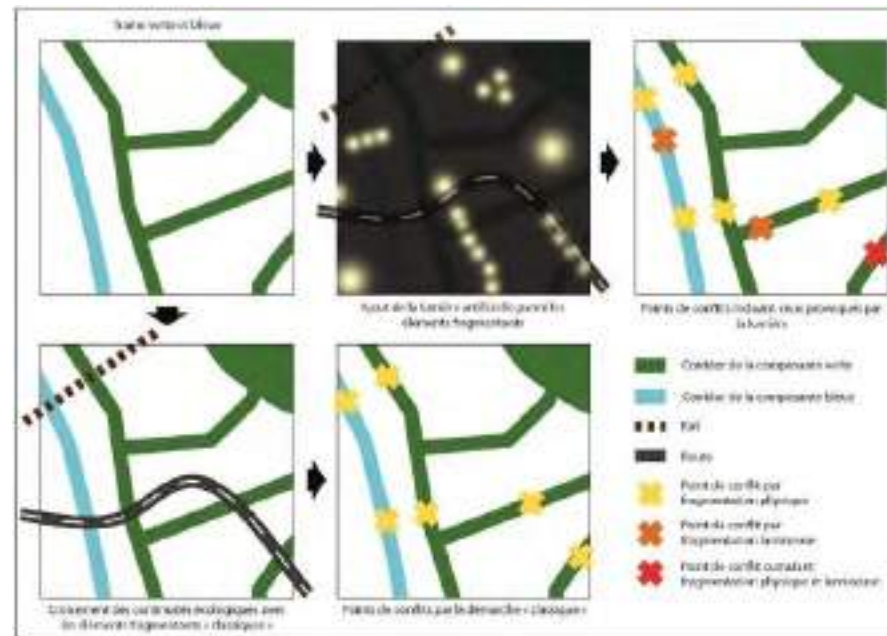 Trame verte et bleue
Ajout de la lumière artificielle parmi les
éléments fragmentants
Points de conflits incluant ceux provoqués par
la lumière
Corridor de la composante verte
Corridor de la composante bleue
Rail
Route
Point de conflit par
fragmentation physique
Point de conflit par
fragmentation lumineuse
Point de conflit cumulant
fragmentation physique et lumineuse
Croisement des continuités écologiques avec
les éléments fragmentants « classiques »
Points de conflits par la démarche « classique »